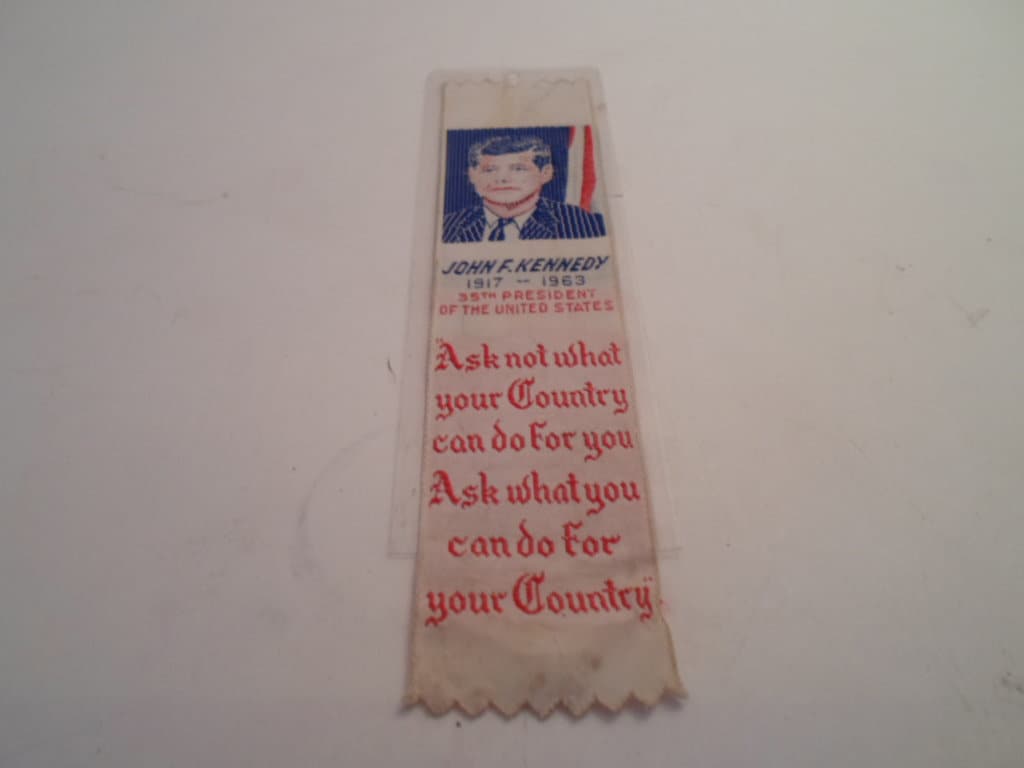 JOHN F. KENNEDY
1917 -- 1963
35TH PRESIDENT
OF THE UNITED STATES
"Ask not what
your Country
can do for you
Ask what you
can do for
your Country"